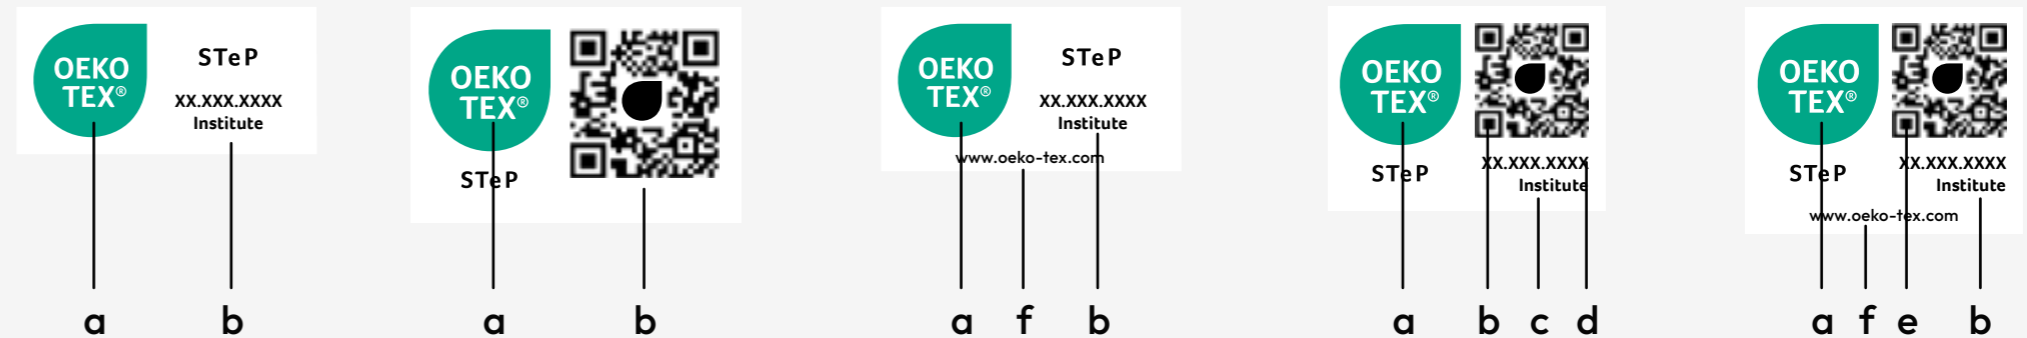 OEKO
TEX®
STeP
XX.XXX.XXXX
Institute
a b
OEKO
TEX®
STeP
a b
OEKO
TEX®
STeP
XX.XXX.XXXX
Institute
www.oeko-tex.com
a f b
OEKO
TEX®
STeP
XX.XXX.XXXX
Institute
a b c d
OEKO
TEX®
STeP
XX.XXX.XXXX
Institute
www.oeko-tex.com
a f e b